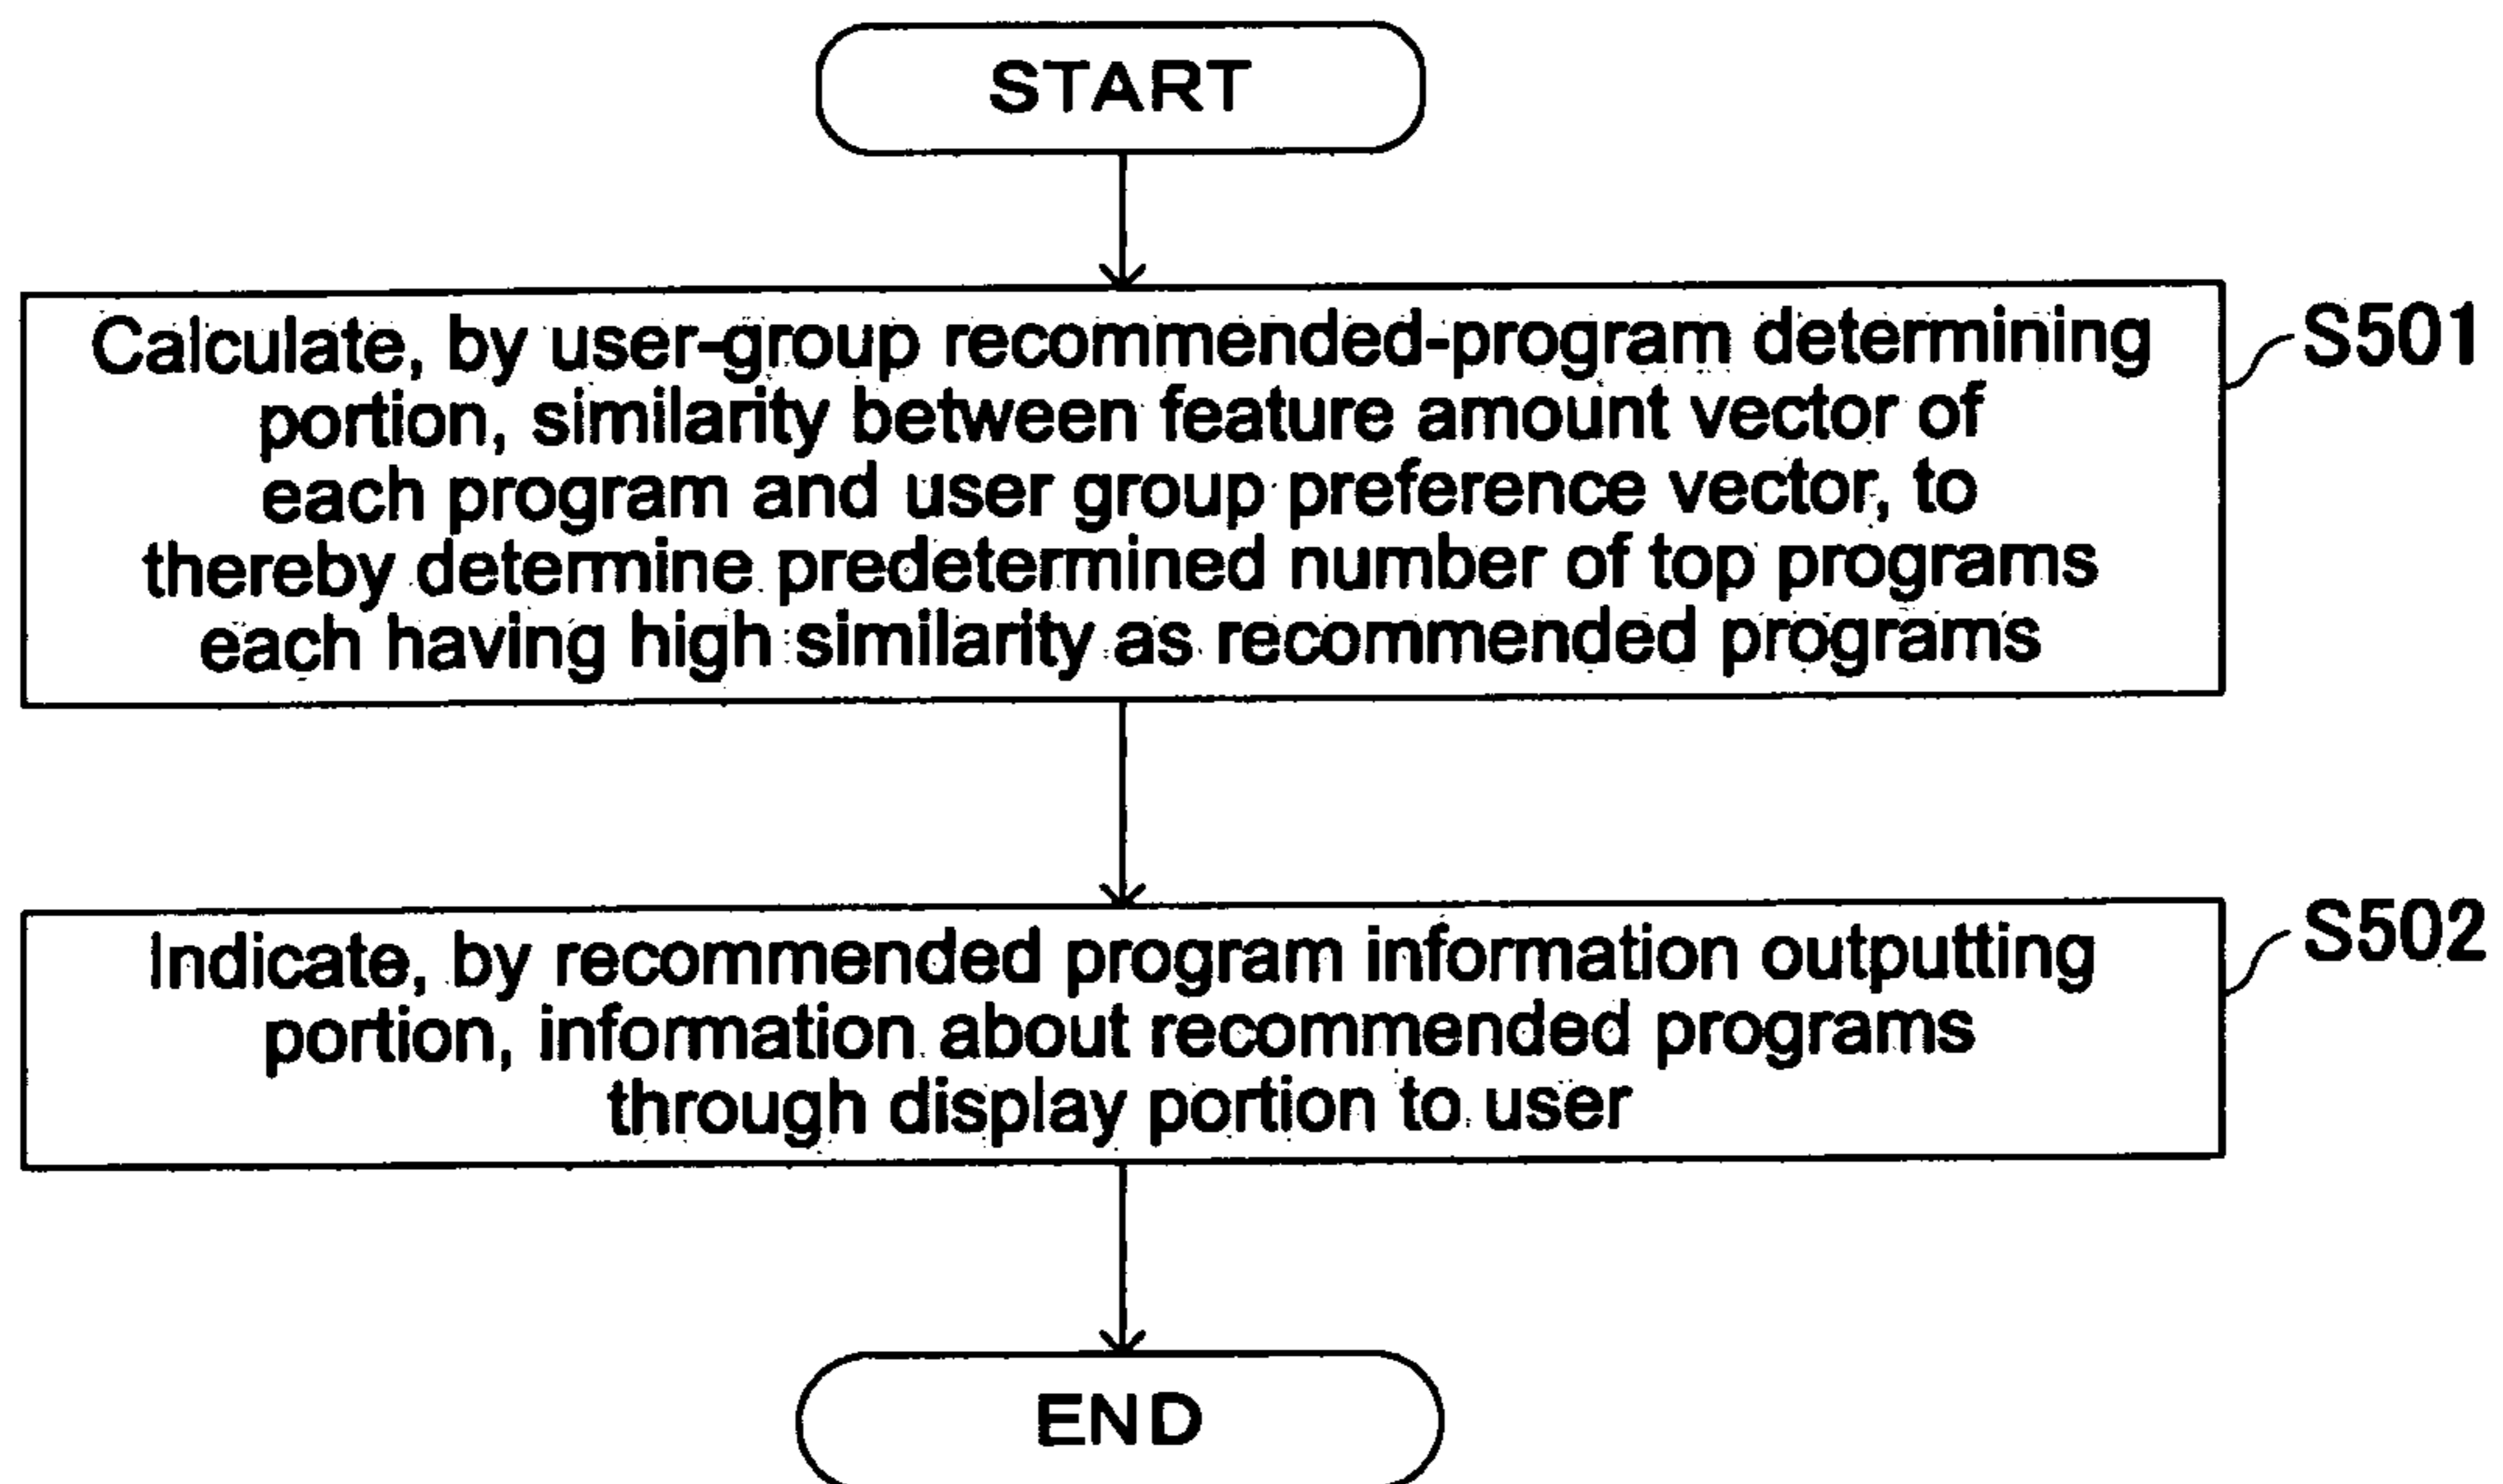 START
Calculate, by user-group recommended-program determining
portion, similarity between feature amount vector of
each program and user group preference vector, to
thereby determine predetermined number of top programs
each having high similarity as recommended programs
S501
Indicate, by recommended program information outputting
portion, information about recommended programs
through display portion to user
S502
END